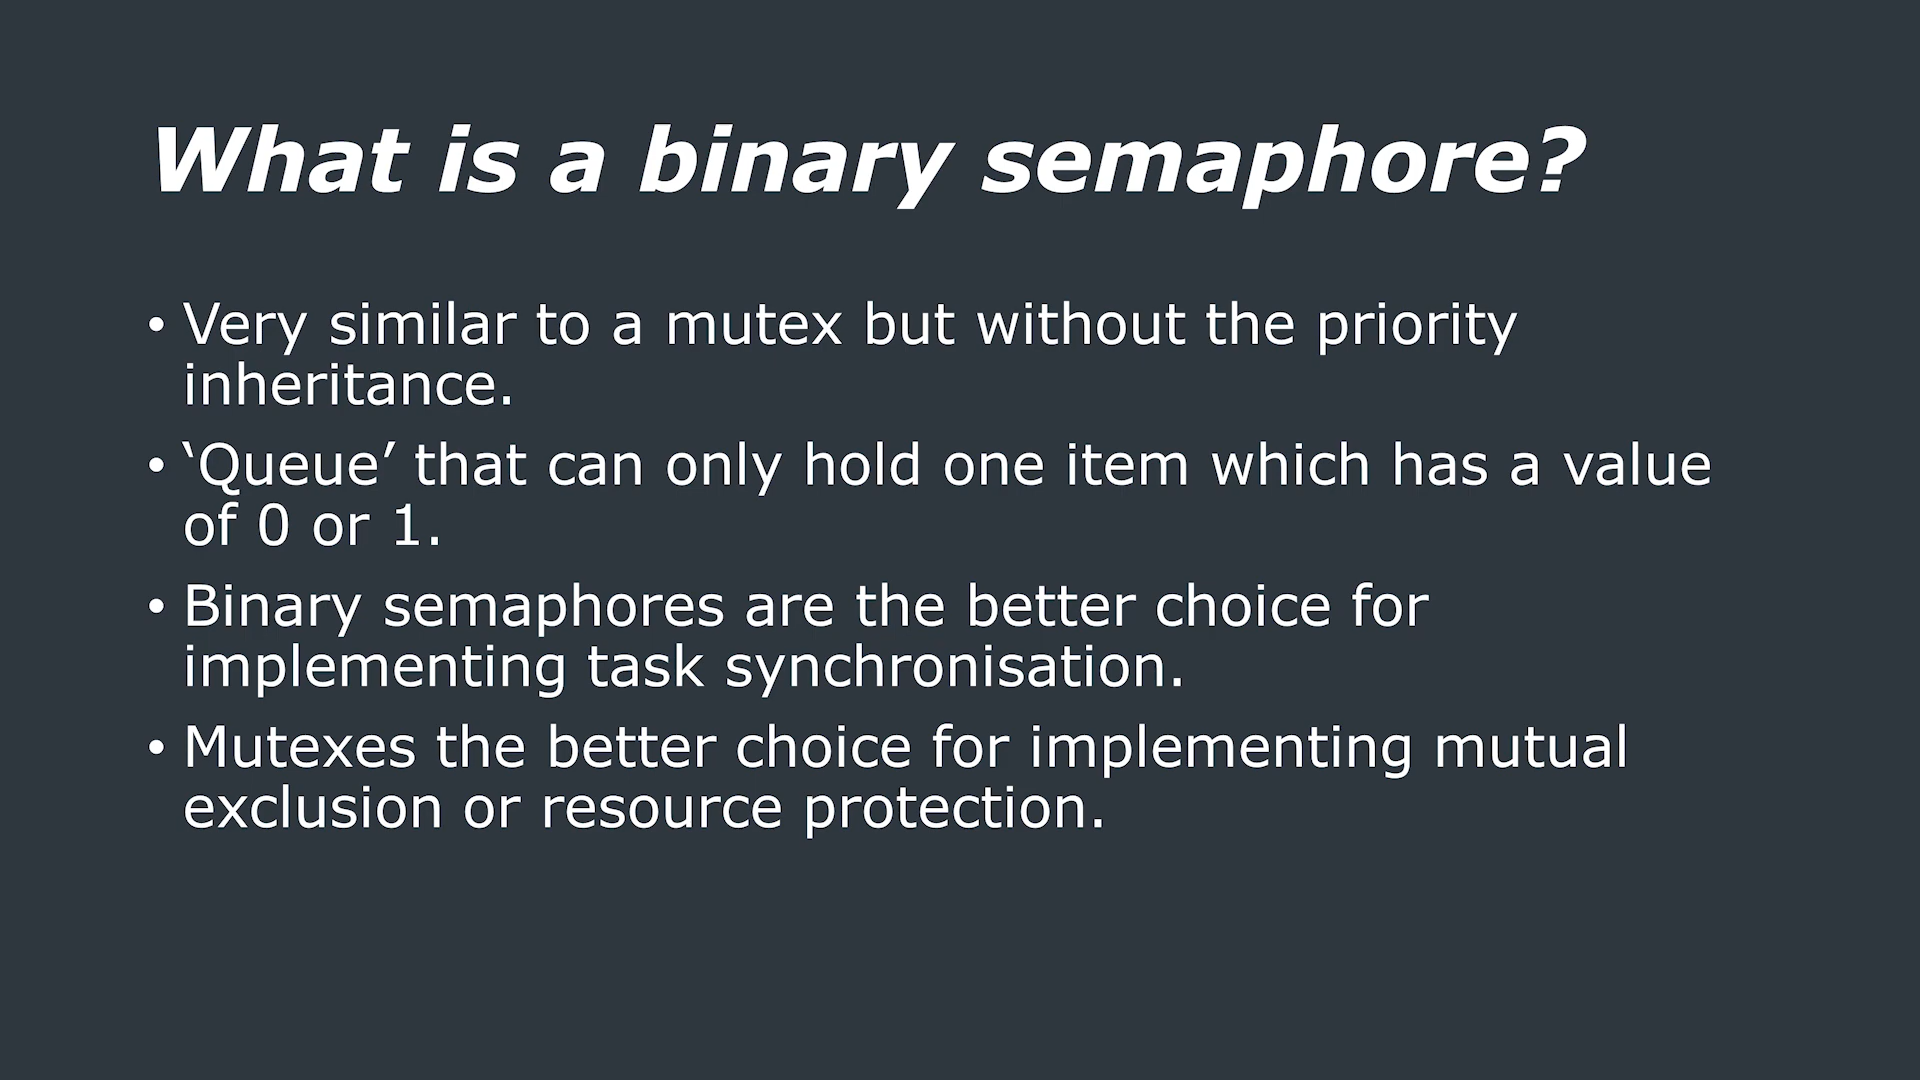 What is a binary semaphore?
• Very similar to a mutex but without the priority
inheritance.
• ‘Queue’ that can only hold one item which has a value
of 0 or 1.
• Binary semaphores are the better choice for
implementing task synchronisation.
• Mutexes the better choice for implementing mutual
exclusion or resource protection.